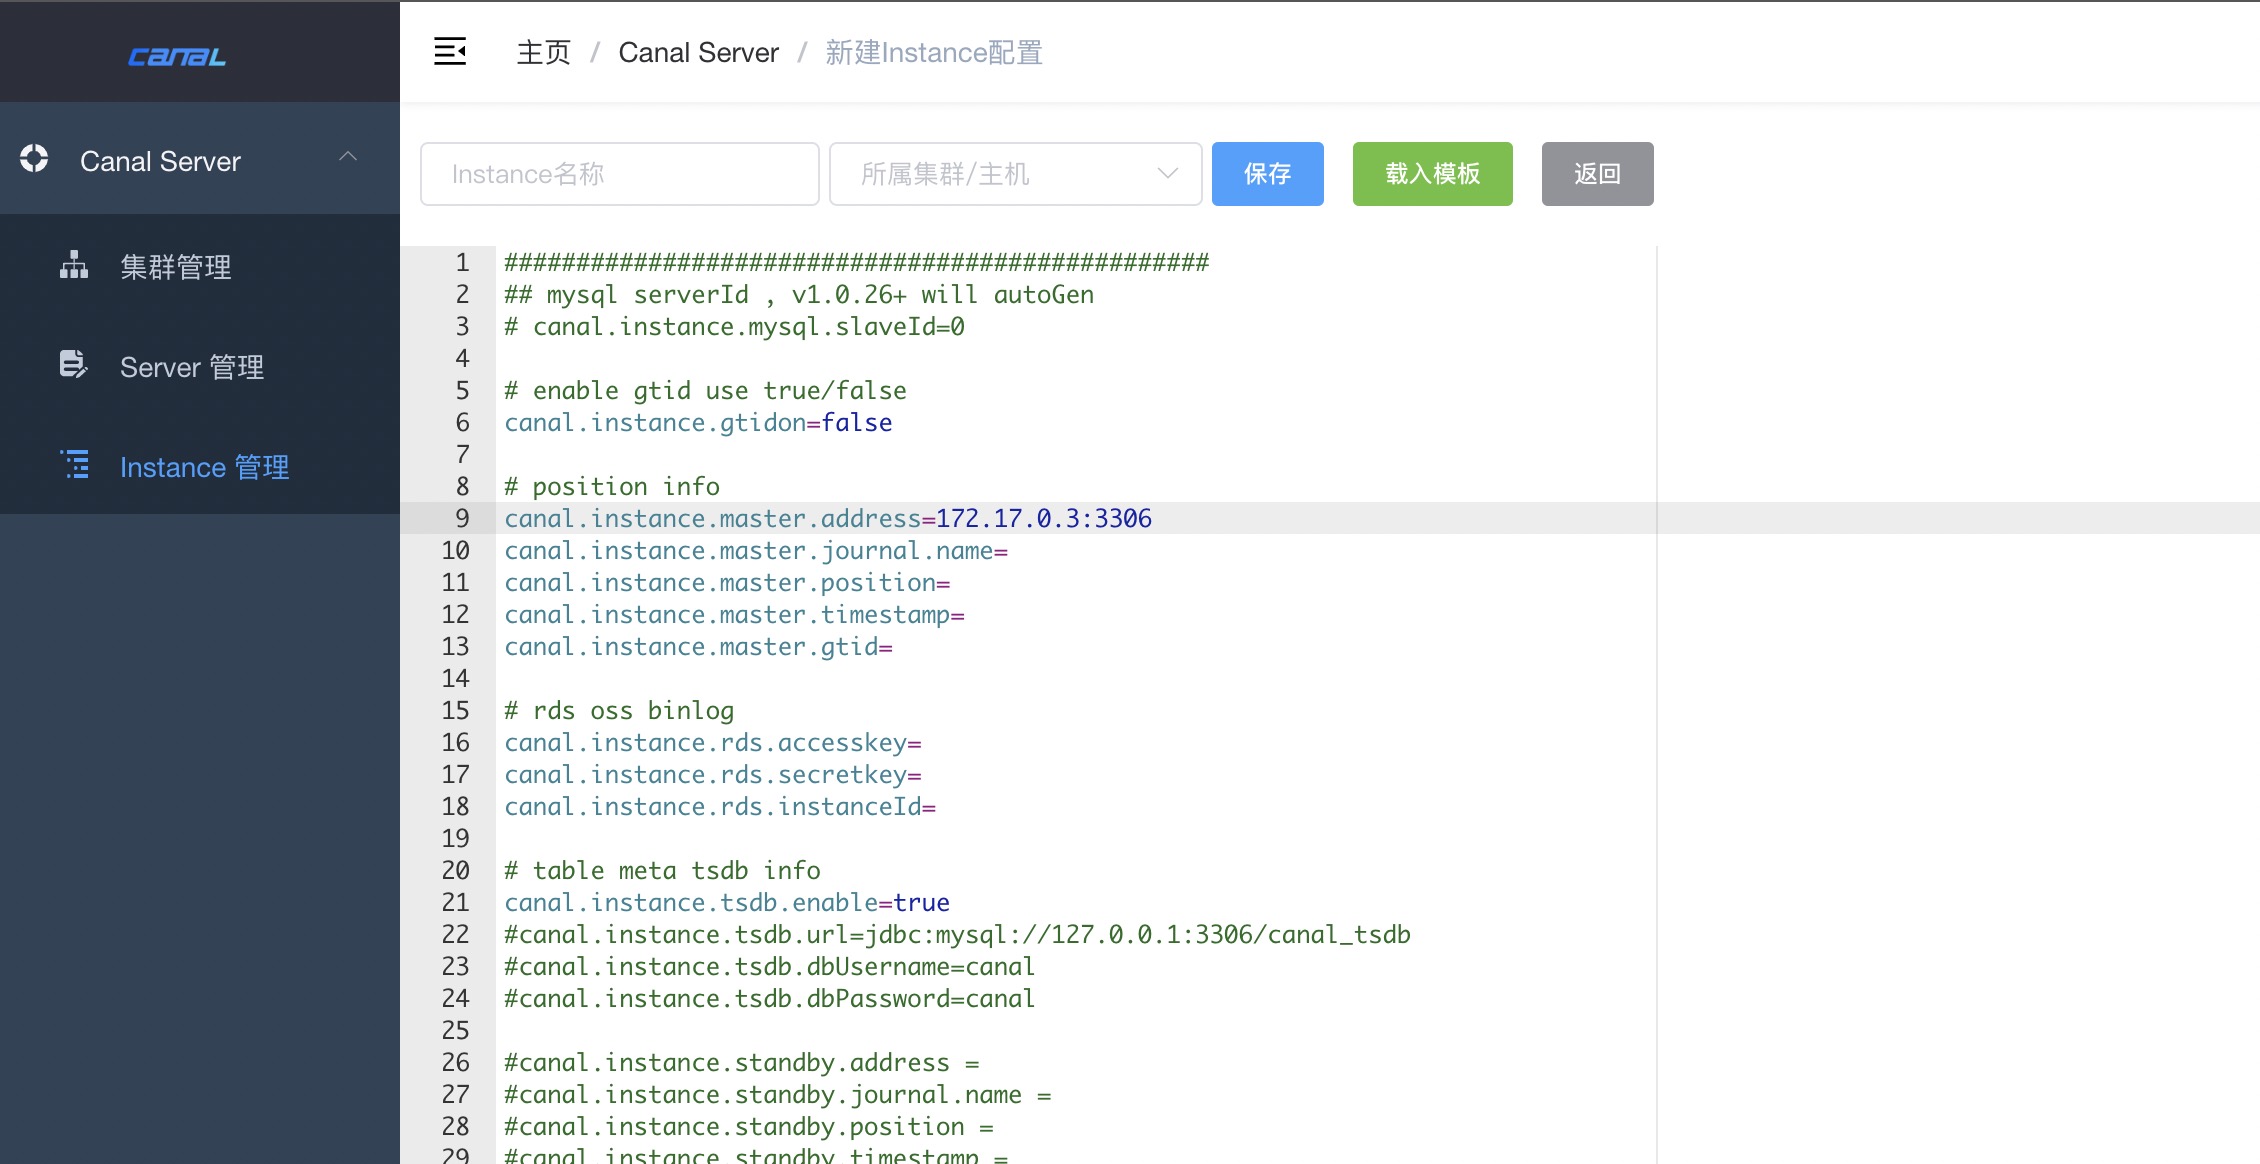 canal
主页 / Canal Server / 新建Instance配置
Canal Server
集群管理
Server 管理
Instance 管理
Instance名称
所属集群/主机
保存
载入模板
返回
1 #################################################
2 ## mysql serverId , v1.0.26+ will autoGen
3 # canal.instance.mysql.slaveId=0
4
5 # enable gtid use true/false
6 canal.instance.gtidon=false
7
8 # position info
9 canal.instance.master.address=172.17.0.3:3306
10 canal.instance.master.journal.name=
11 canal.instance.master.position=
12 canal.instance.master.timestamp=
13 canal.instance.master.gtid=
14
15 # rds oss binlog
16 canal.instance.rds.accesskey=
17 canal.instance.rds.secretkey=
18 canal.instance.rds.instanceId=
19
20 # table meta tsdb info
21 canal.instance.tsdb.enable=true
22 #canal.instance.tsdb.url=jdbc:mysql://127.0.0.1:3306/canal_tsdb
23 #canal.instance.tsdb.dbUsername=canal
24 #canal.instance.tsdb.dbPassword=canal
25
26 #canal.instance.standby.address =
27 #canal.instance.standby.journal.name =
28 #canal.instance.standby.position =
29 #canal.instance.standby.timestamp =